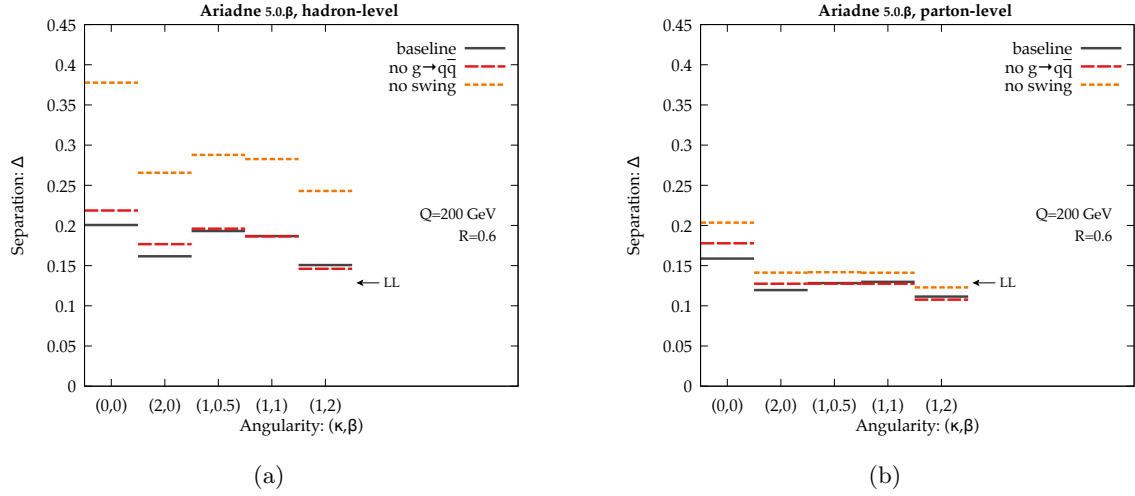 Ariadne 5.0.β, hadron-level
0.45
0.4
0.35
0.3
0.25
0.2
0.15
0.1
0.05
0
Separation: Δ
baseline
no g→qq̅
no swing
Q=200 GeV
R=0.6
LL
(0,0) (2,0) (1,0.5) (1,1) (1,2)
Angularity: (κ,β)
(a)
Ariadne 5.0.β, parton-level
0.45
0.4
0.35
0.3
0.25
0.2
0.15
0.1
0.05
0
Separation: Δ
baseline
no g→qq̅
no swing
Q=200 GeV
R=0.6
LL
(0,0) (2,0) (1,0.5) (1,1) (1,2)
Angularity: (κ,β)
(b)